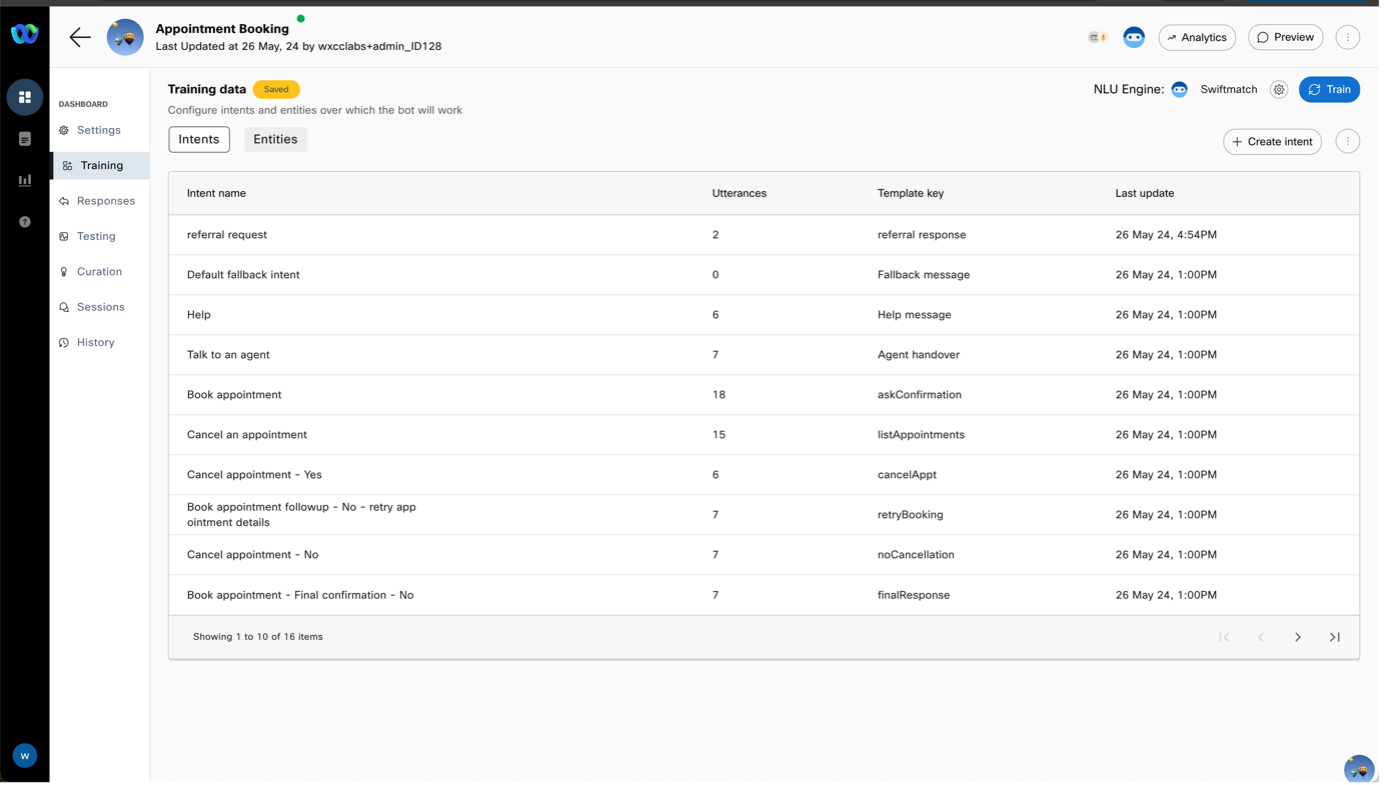 Appointment Booking
Last Updated at 26 May, 24 by wxcclabs+admin_ID128
Analytics
Preview
DASHBOARD
Settings
Training
Responses
Testing
Curation
Sessions
History
Training data
Saved
Configure intents and entities over which the bot will work
NLU Engine:
Swiftmatch
Train
Intents
Entities
Create intent
Intent name Utterances Template key Last update
referral request 2 referral response 26 May 24, 4:54PM
Default fallback intent 0 Fallback message 26 May 24, 1:00PM
Help 6 Help message 26 May 24, 1:00PM
Talk to an agent 7 Agent handover 26 May 24, 1:00PM
Book appointment 18 askConfirmation 26 May 24, 1:00PM
Cancel an appointment 15 listAppointments 26 May 24, 1:00PM
Cancel appointment - Yes 6 cancelAppt 26 May 24, 1:00PM
Book appointment followup - No - retry app
ointment details 7 retryBooking 26 May 24, 1:00PM
Cancel appointment - No 7 noCancellation 26 May 24, 1:00PM
Book appointment - Final confirmation - No 7 finalResponse 26 May 24, 1:00PM
Showing 1 to 10 of 16 items
W